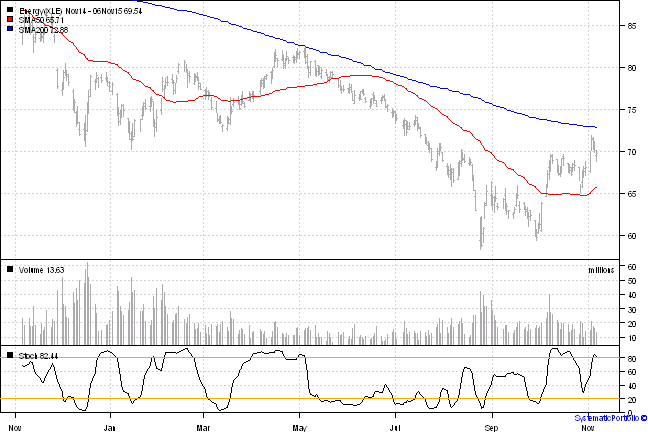 Energy(XLE) Nov14 - 06Nov15 69.54
SMA50 65.71
SMA200 72.88
85
80
75
70
65
60
Volume 13.63
millions
60
50
40
30
20
10
Stoch 82.44
80
60
40
20
0
Nov Jan Mar May Jul Sep Nov
SystematicPortfolio ©